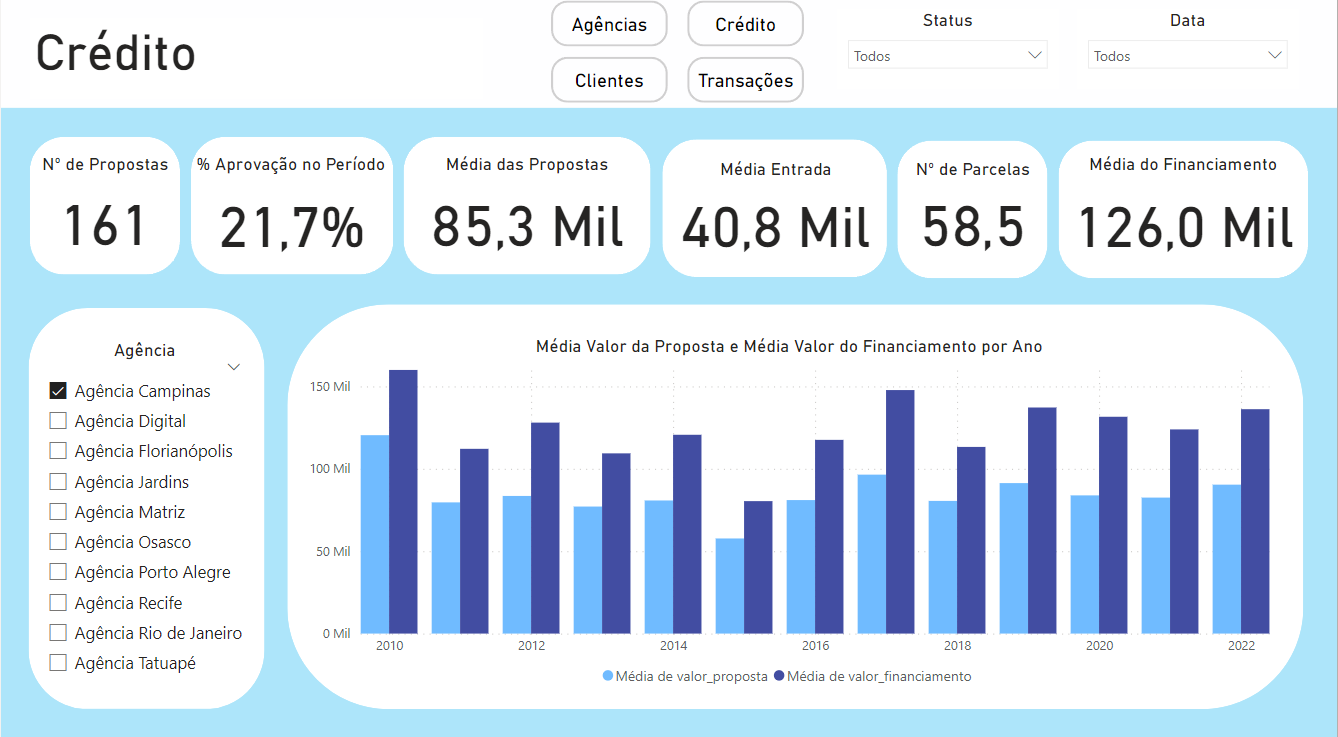 Crédito
Agências
Crédito
Clientes
Transações
Status
Todos
Data
Todos
N° de Propostas
161
% Aprovação no Período
21,7%
Média das Propostas
85,3 Mil
Média Entrada
40,8 Mil
N° de Parcelas
58,5
Média do Financiamento
126,0 Mil
Agência
Agência Campinas
Agência Digital
Agência Florianópolis
Agência Jardins
Agência Matriz
Agência Osasco
Agência Porto Alegre
Agência Recife
Agência Rio de Janeiro
Agência Tatuapé
Média Valor da Proposta e Média Valor do Financiamento por Ano
150 Mil
100 Mil
50 Mil
0 Mil
2010 2012 2014 2016 2018 2020 2022
Média de valor_proposta Média de valor_financiamento